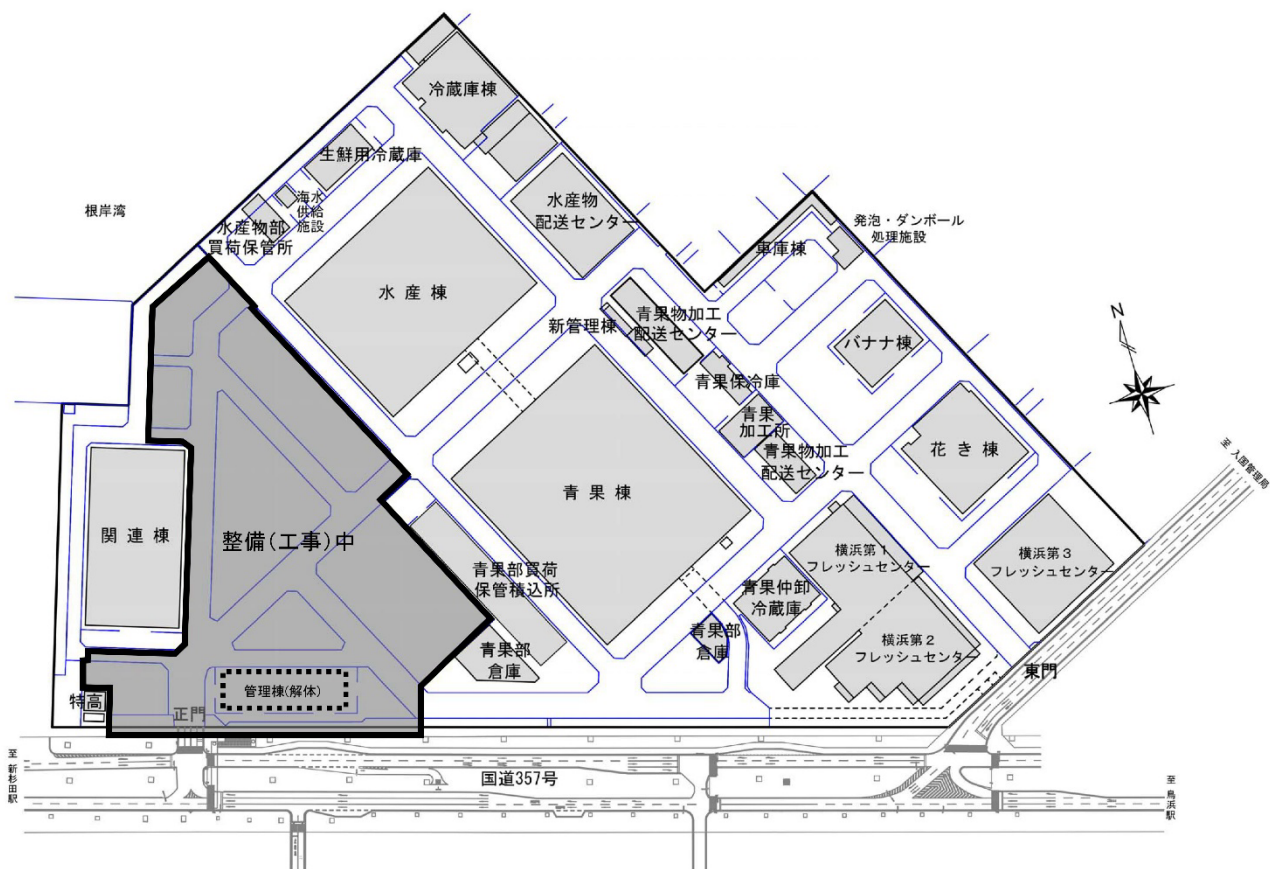 冷蔵庫棟
生鮮用冷蔵庫
海水
供給
施設
水産物部
買荷保管所
根岸湾
水産物
配送センター
発泡・ダンボール
処理施設
車庫棟
水産棟
新管理棟
青果物加工
配送センター
バナナ棟
青果保冷庫
青果
加工所
青果物加工
配送センター
花き棟
N
至 入国管理局
青果棟
関連棟
整備(工事)中
青果部買荷
保管積込所
青果部
倉庫
青果部
倉庫
青果仲卸
冷蔵庫
横浜第1
フレッシュセンター
横浜第2
フレッシュセンター
横浜第3
フレッシュセンター
東門
管理棟(解体)
特高
正門
至 新杉田駅
国道357号
至 鳥浜駅